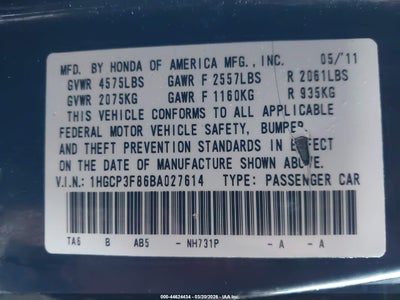 MFD. BY HONDA OF AMERICA MFG., INC. 05/'11
GVWR 4575LBS GAWR F 2557LBS R 2061LBS
GVWR 2075KG GAWR F 1160KG R 935KG
THIS VEHICLE CONFORMS TO ALL APPLICABLE
FEDERAL MOTOR VEHICLE SAFETY, BUMPER
AND THEFT PREVENTION STANDARDS IN EFFECT
ON DATE OF MANUFACTURE SHOWN ABOVE.
V.I.N.: 1HGCP3F86BA027614 TYPE: PASSENGER CAR
TA6 B AB5 - NH731P - A - A
ID: 000~44624434 - 03/20/2026 - IAA Inc.